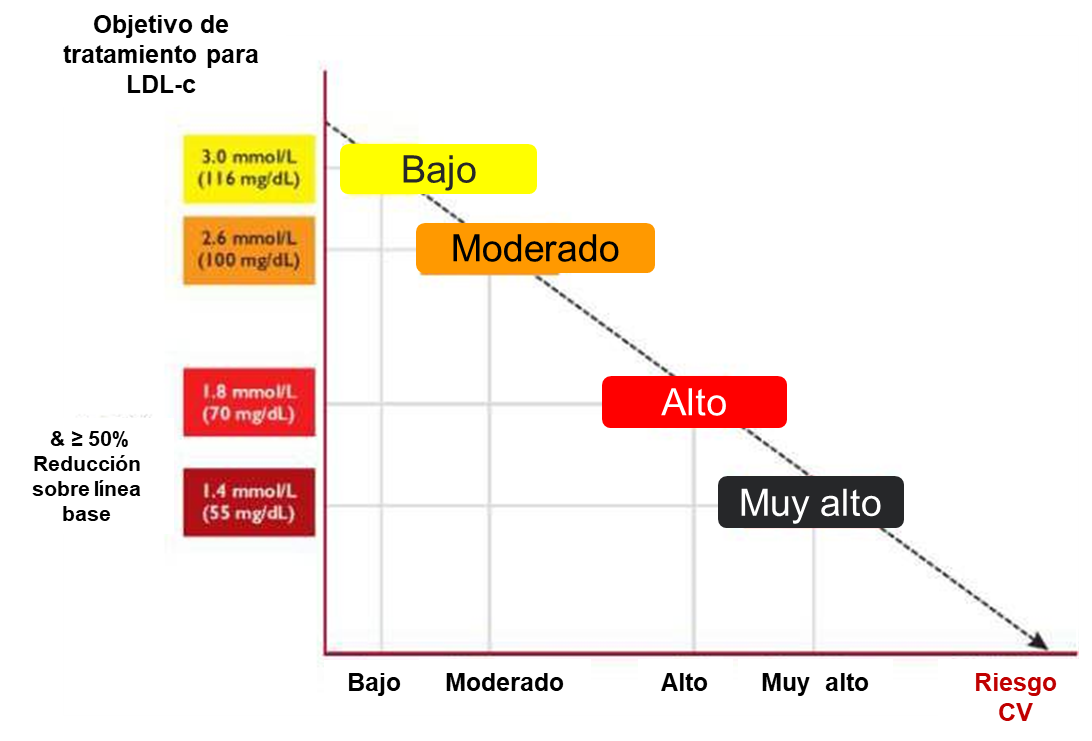 Objetivo de
tratamiento para
LDL-c
3.0 mmol/L
(116 mg/dL)
Bajo
2.6 mmol/L
(100 mg/dL)
Moderado
1.8 mmol/L
(70 mg/dL)
Alto
& ≥ 50%
Reducción
sobre línea
base
1.4 mmol/L
(55 mg/dL)
Muy alto
Bajo
Moderado
Alto
Muy alto
Riesgo
CV